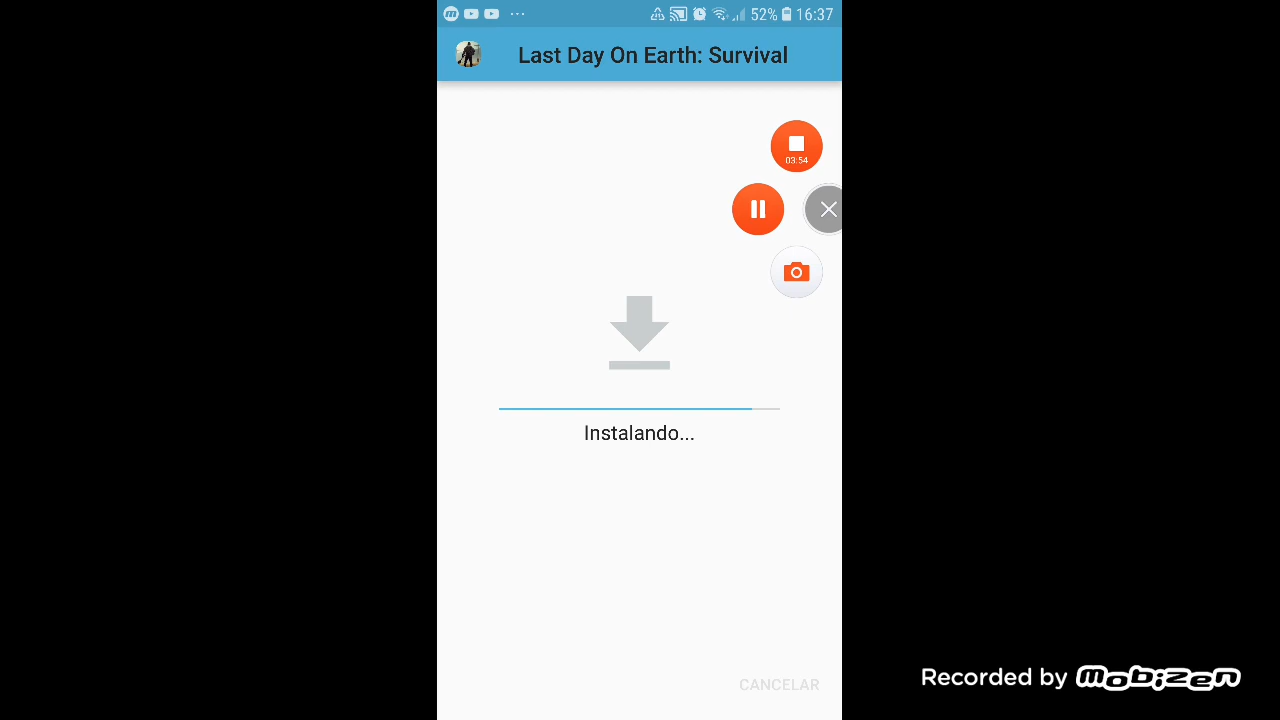 52% 16:37
Last Day On Earth: Survival
03:54
Instalando...
CANCELAR
Recorded by mobizen